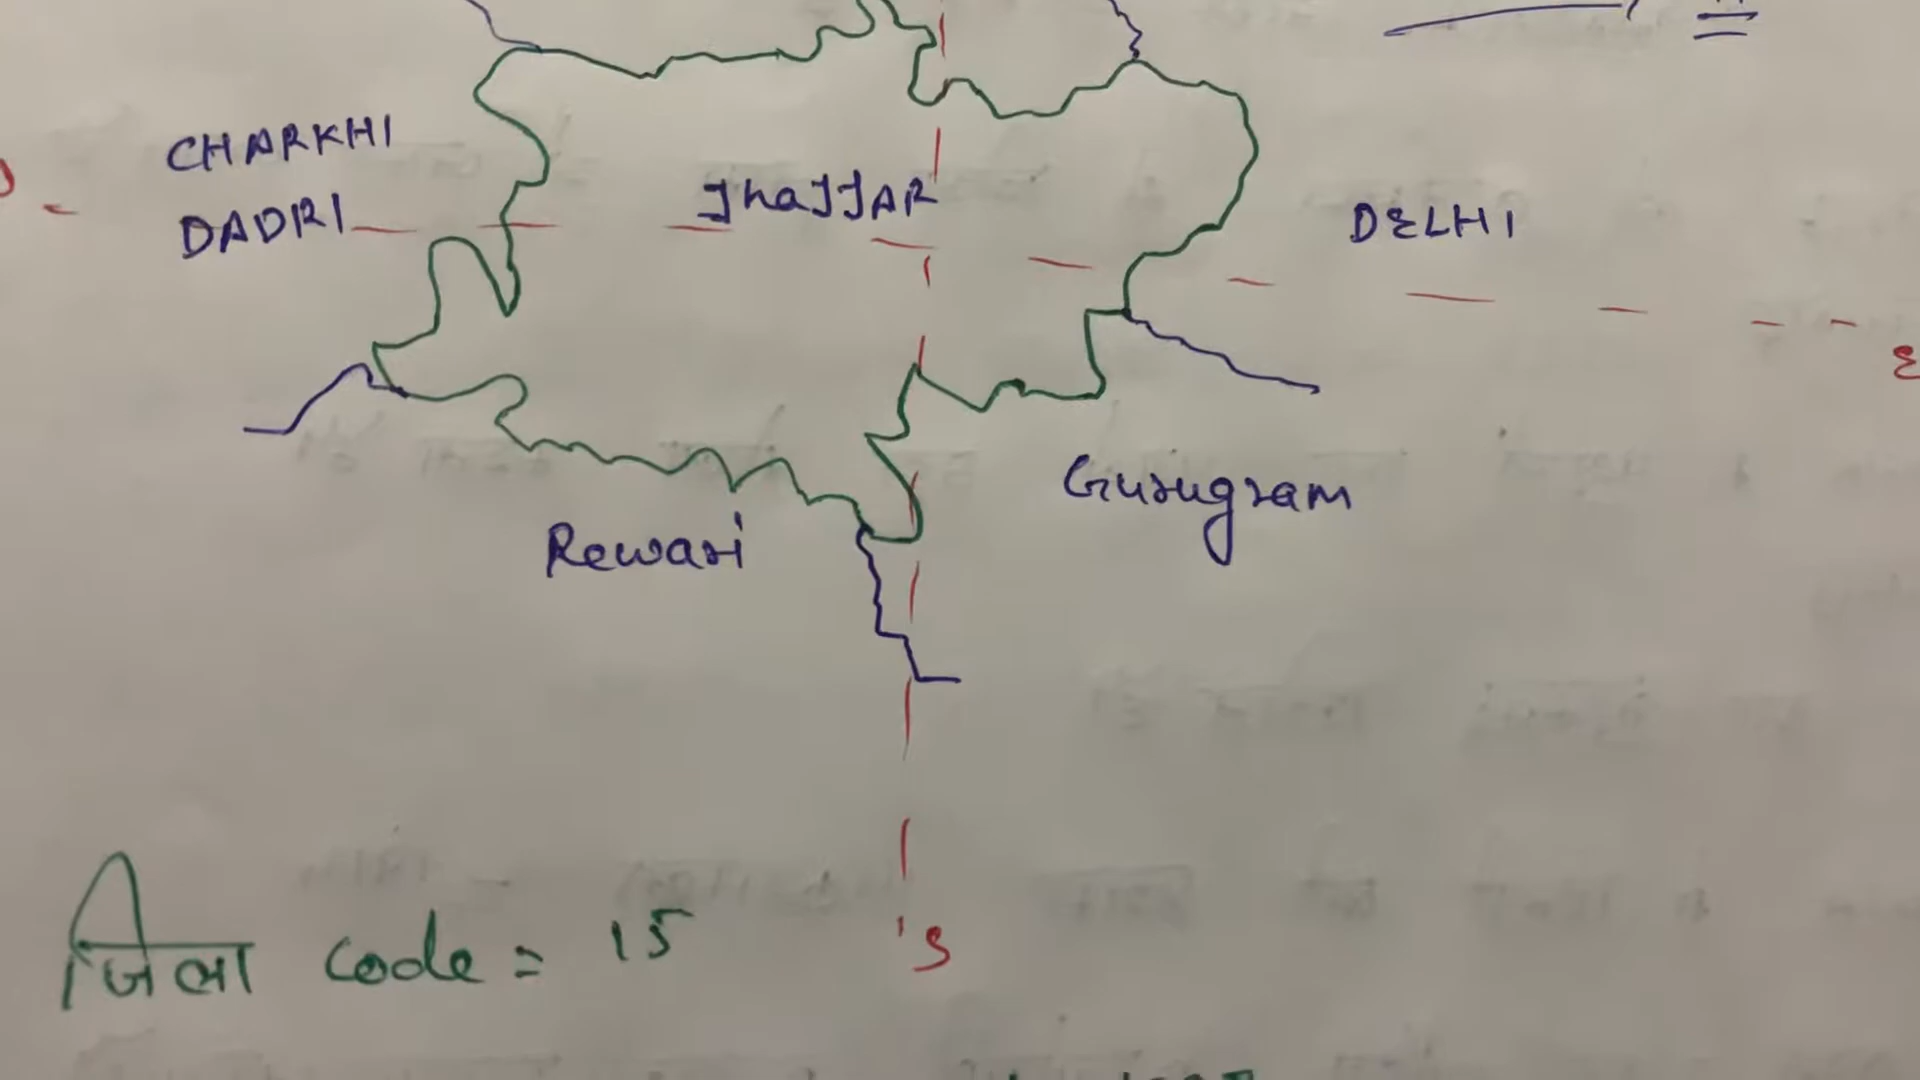 CHARKHI
DADRI
JhaJJAR
DELHI
E
Gurugram
Rewari
S
जिला code = 15